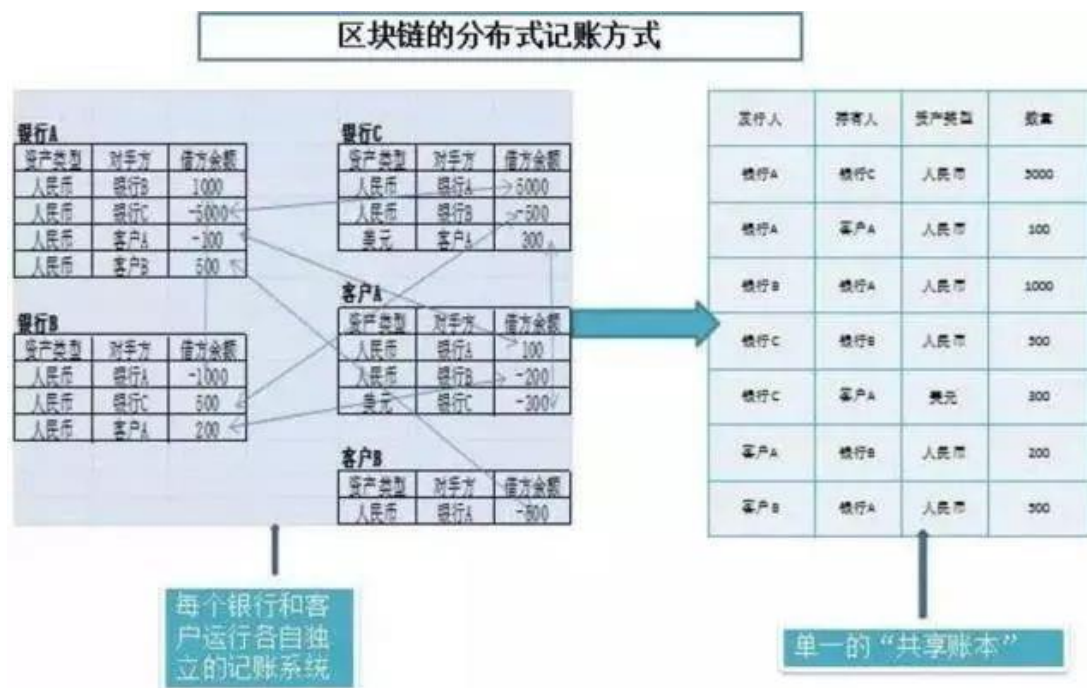 区块链的分布式记账方式
银行A
资产类型 对手方 借方余额
人民币 银行B 1000
人民币 银行C -5000
人民币 客户A -100
人民币 客户B 500
银行B
资产类型 对手方 借方余额
人民币 银行A -1000
人民币 银行C 500
人民币 客户A 200
银行C
资产类型 对手方 借方余额
人民币 银行A 5000
人民币 银行B -500
美元 客户A 300
客户A
资产类型 对手方 借方余额
人民币 银行A 100
人民币 银行B -200
美元 银行C -300
客户B
资产类型 对手方 借方余额
人民币 银行A -500
每个银行和客
户运行各自独
立的记账系统
发行人 持有人 资产类型 数量
银行A 银行C 人民币 5000
银行A 客户A 人民币 100
银行B 银行A 人民币 1000
银行C 银行B 人民币 500
银行C 客户A 美元 300
客户A 银行B 人民币 200
客户B 银行A 人民币 500
单一的“共享账本”